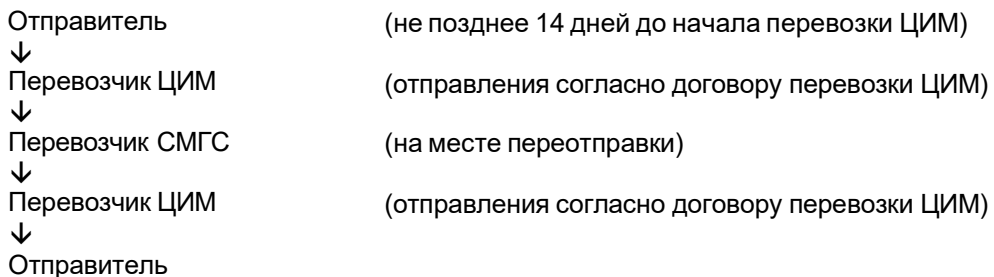 Отправитель (не позднее 14 дней до начала перевозки ЦИМ)
↓
Перевозчик ЦИМ (отправления согласно договору перевозки ЦИМ)
↓
Перевозчик СМГС (на месте переотправки)
↓
Перевозчик ЦИМ (отправления согласно договору перевозки ЦИМ)
↓
Отправитель